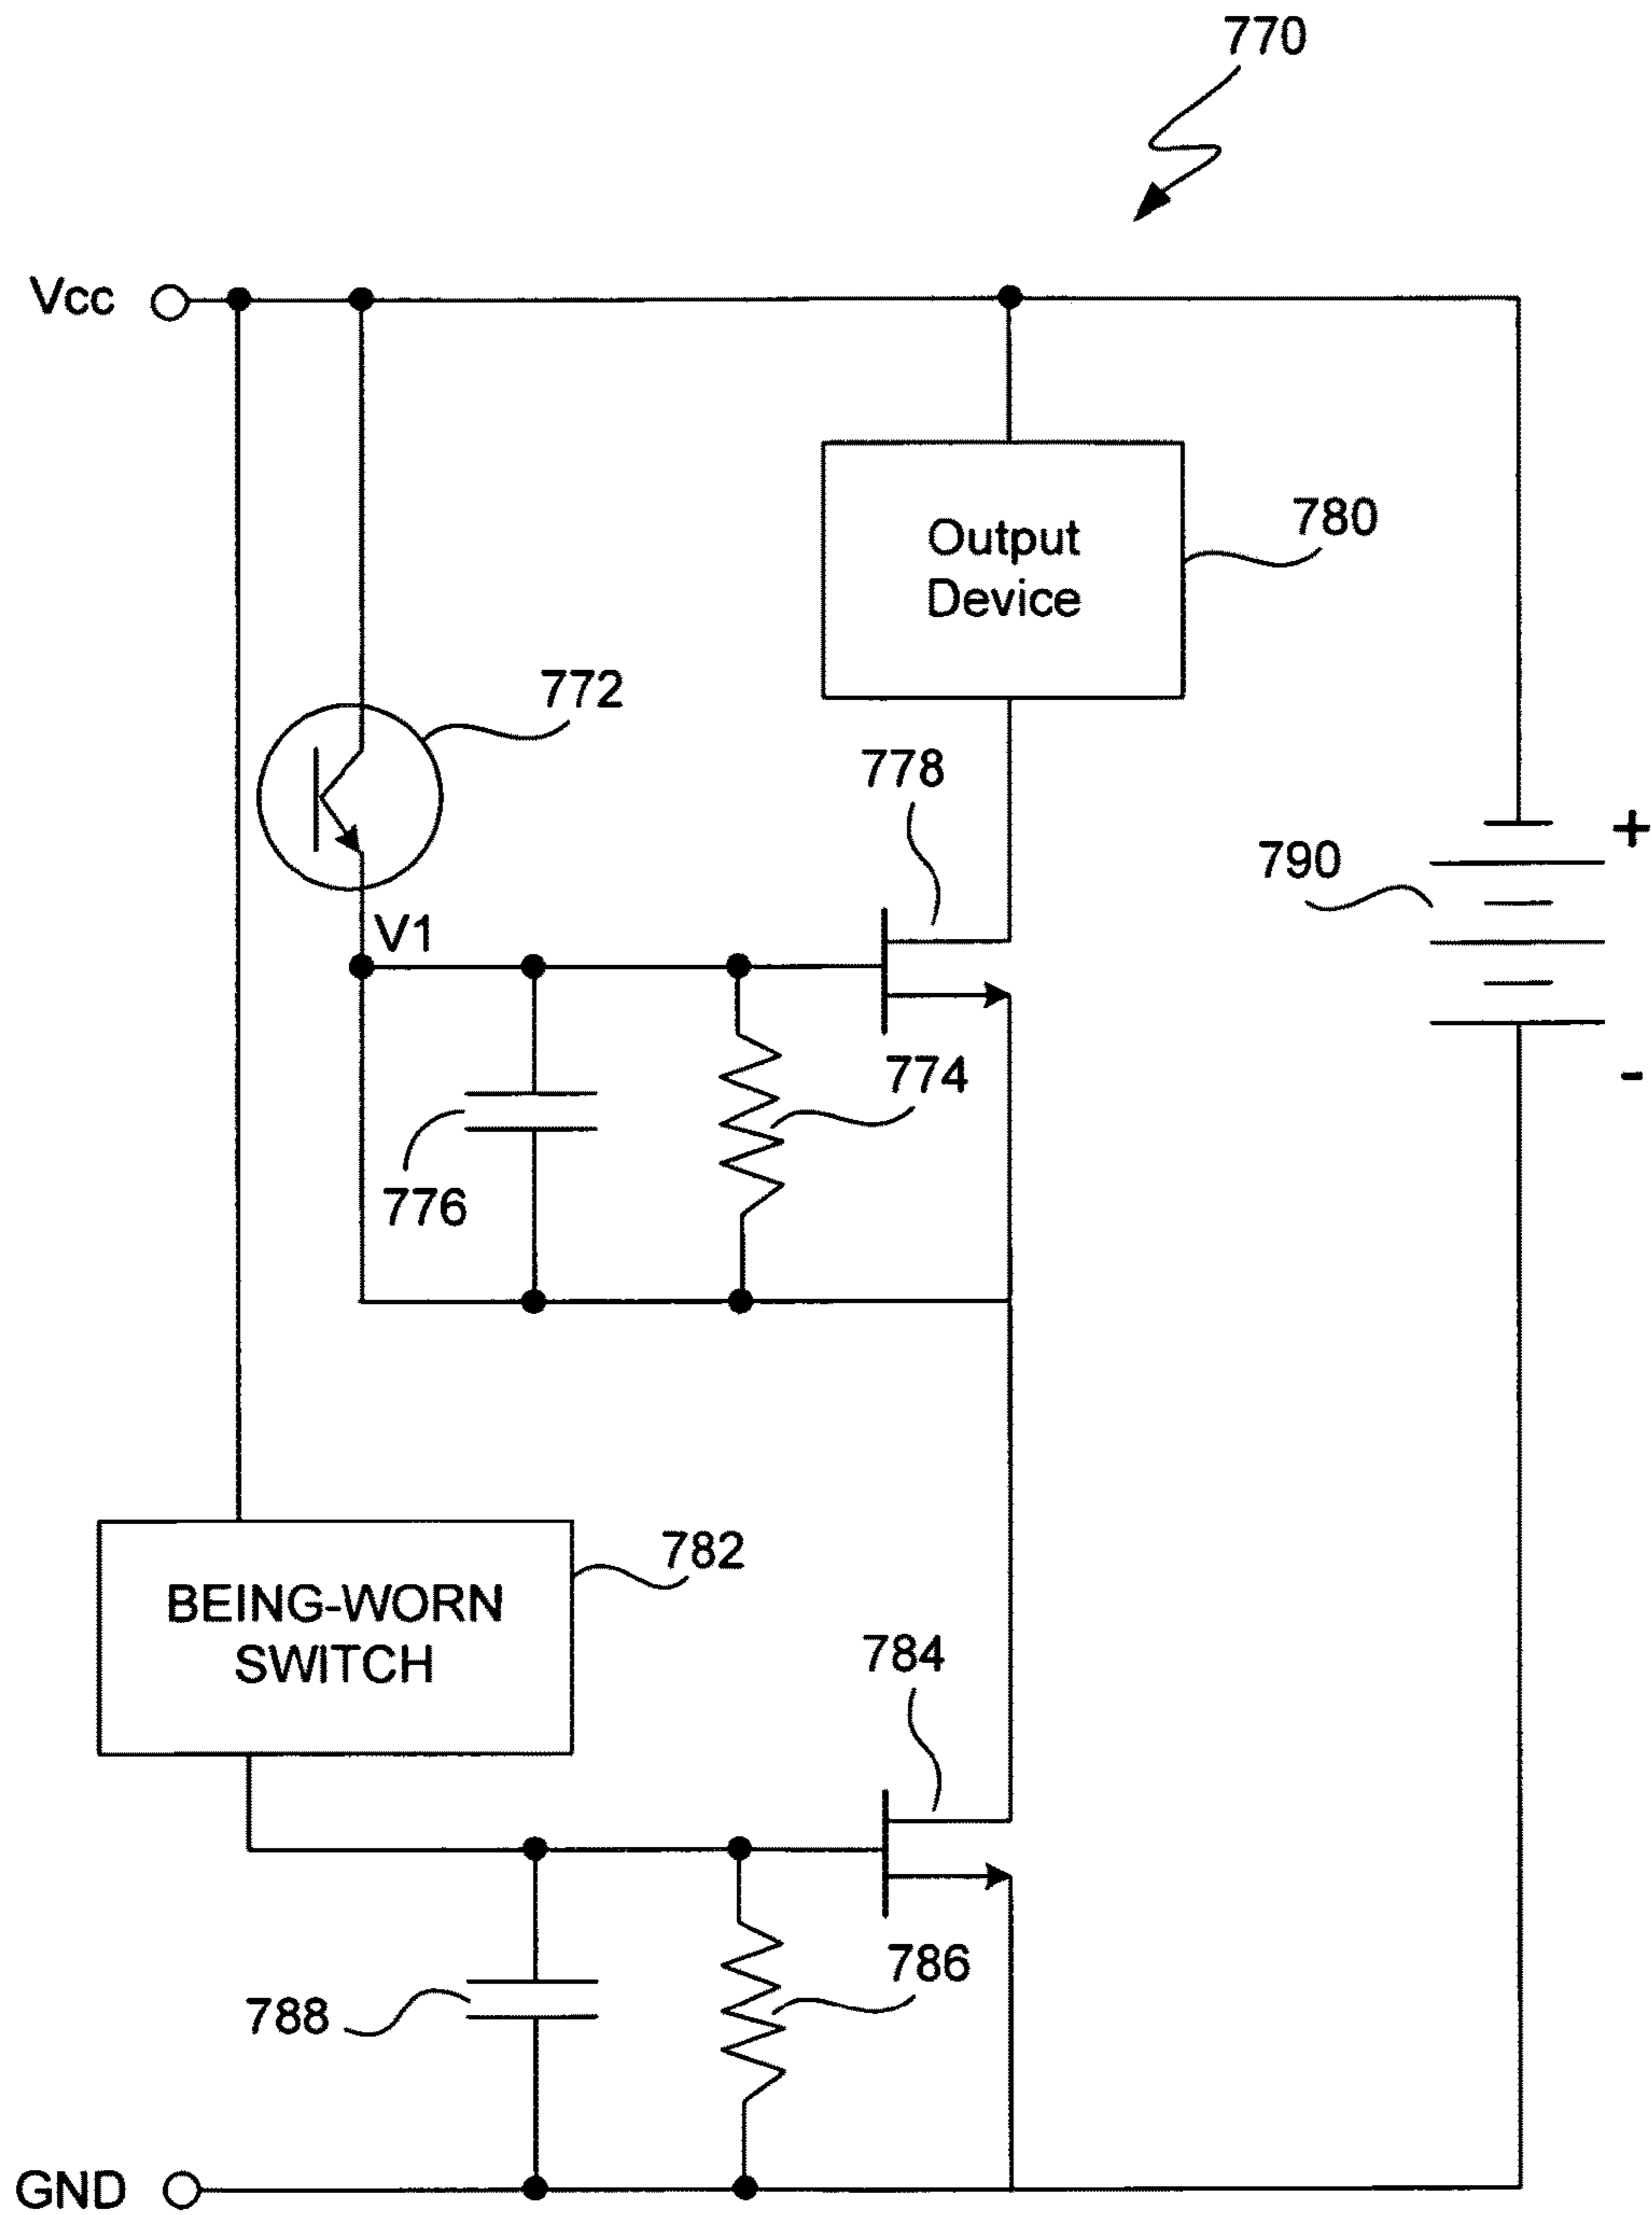 770
Vcc
Output
Device
780
772
778
790
+
-
V1
774
776
BEING-WORN
SWITCH
782
784
786
788
GND